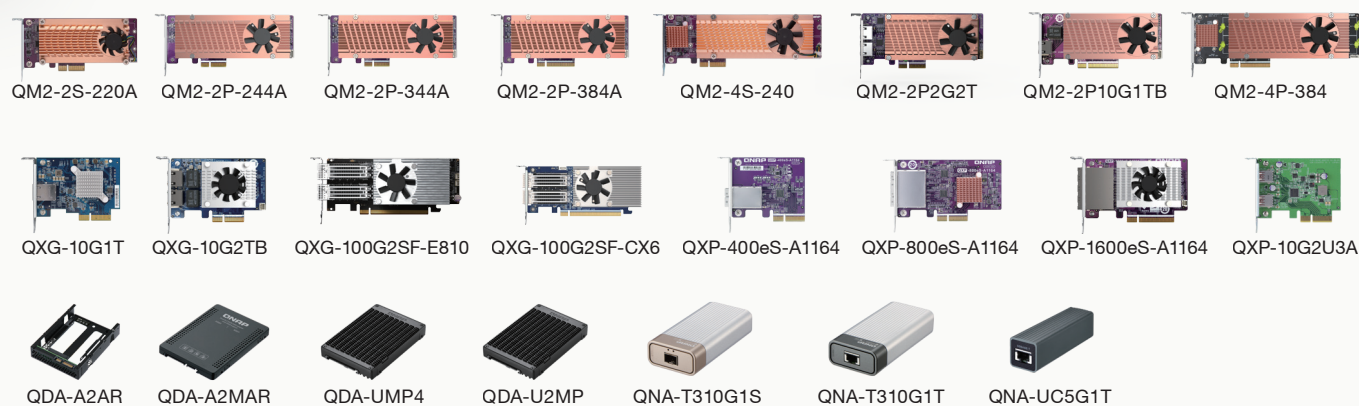 QM2-2S-220A QM2-2P-244A QM2-2P-344A QM2-2P-384A QM2-4S-240 QM2-2P2G2T QM2-2P10G1TB QM2-4P-384
QNAP QNAP
QXG-10G1T QXG-10G2TB QXG-100G2SF-E810 QXG-100G2SF-CX6 QXP-400eS-A1164 QXP-800eS-A1164 QXP-1600eS-A1164 QXP-10G2U3A
QNAP
QDA-A2AR QDA-A2MAR QDA-UMP4 QDA-U2MP QNA-T310G1S QNA-T310G1T QNA-UC5G1T